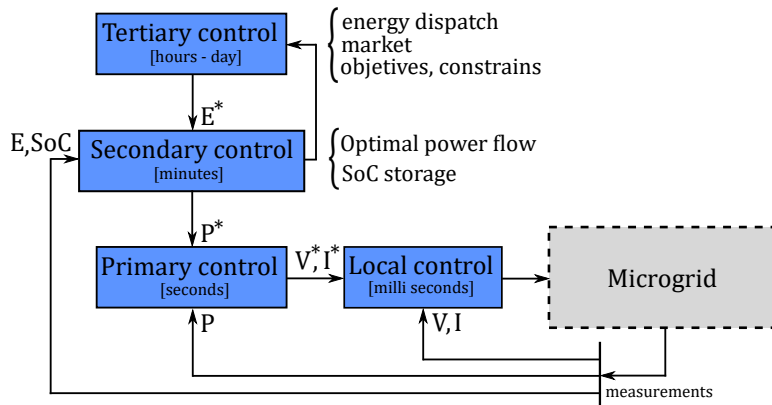 Tertiary control
[hours - day]
energy dispatch
market
objetives, constrains
E*
E,SoC
Secondary control
[minutes]
Optimal power flow
SoC storage
P*
Primary control
[seconds]
V*, I*
Local control
[milli seconds]
Microgrid
P
V, I
measurements